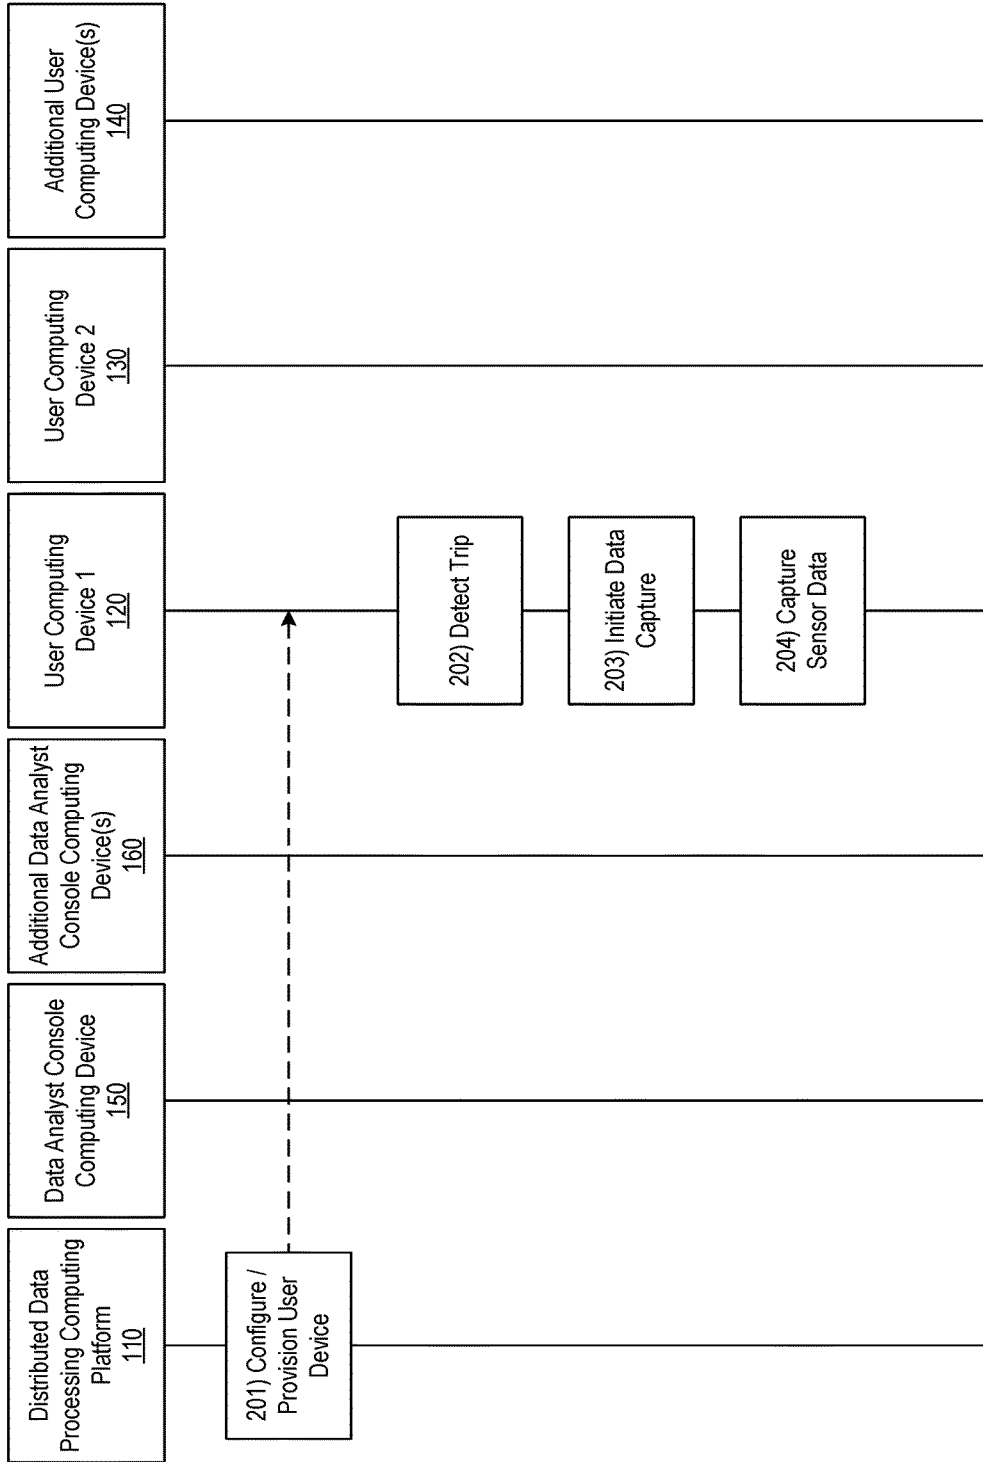 Distributed Data
Processing Computing
Platform
110
Data Analyst Console
Computing Device
150
Additional Data Analyst
Console Computing
Device(s)
160
User Computing
Device 1
120
User Computing
Device 2
130
Additional User
Computing Device(s)
140
201) Configure /
Provision User
Device
202) Detect Trip
203) Initiate Data
Capture
204) Capture
Sensor Data